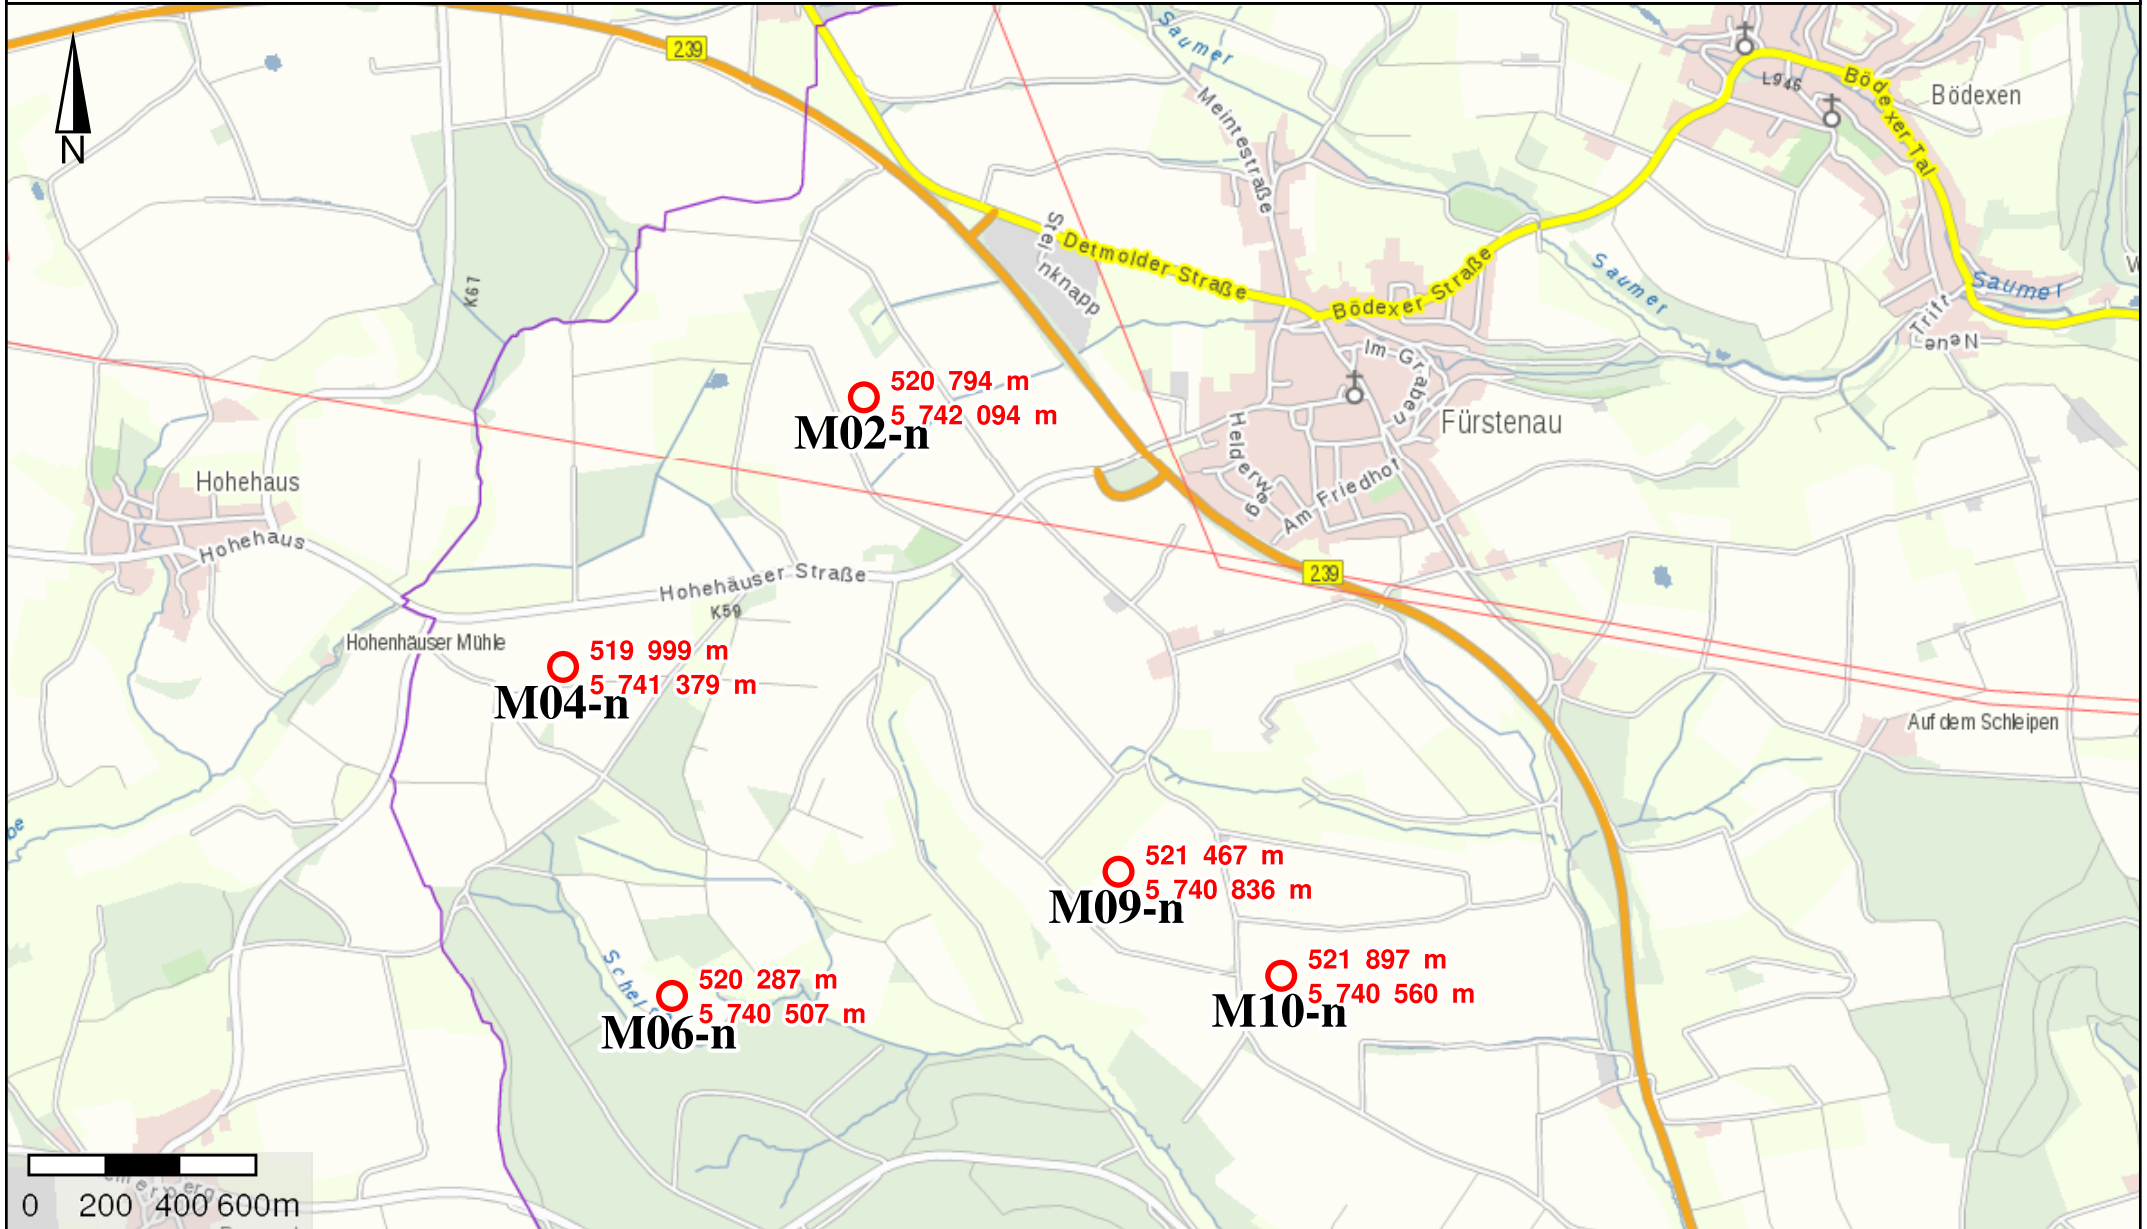 N
239
Saumer
Meintestraße
L946
Bödexer Tal
Bödexen
K67
Steinknapp
Detmolder Straße
Bödexer Straße
Saumer
Saumer
Trift
Neue
Im Graben
520 794 m
5 742 094 m
M02-n
Fürstenau
Heiderweg
Am Friedhof
Hohehaus
Hohehaus
239
Hohehäuser Straße
K59
Hohenhäuser Mühle
519 999 m
5 741 379 m
M04-n
Auf dem Schleipen
521 467 m
5 740 836 m
M09-n
521 897 m
5 740 560 m
M10-n
520 287 m
5 740 507 m
M06-n
0 200 400 600m